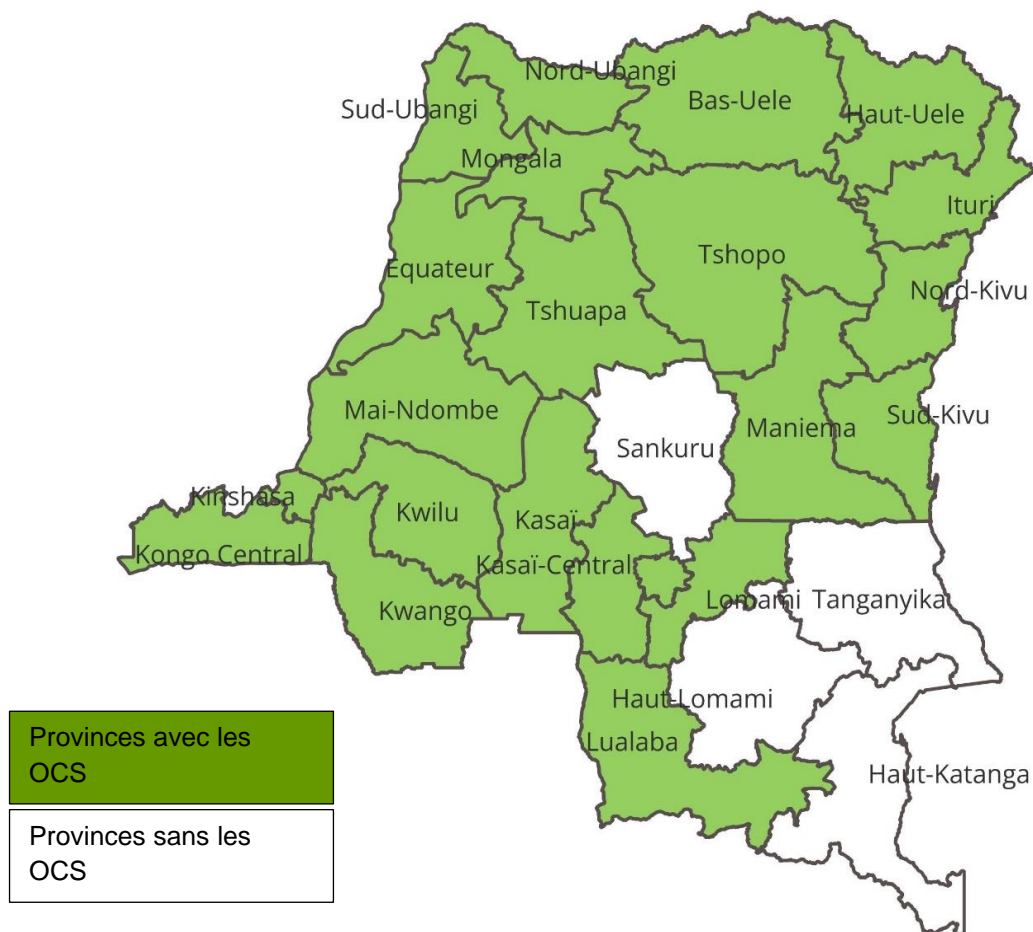 Nord-Ubangi
Bas-Uele
Sud-Ubangi
Haut-Uele
Mongala
Ituri
Tshopo
Equateur
Nord-Kivu
Tshuapa
Mai-Ndombe
Sud-Kivu
Maniema
Sankuru
Kinshasa
Kwilu
Kasaï
Kongo Central
Kasaï-Central
Lomami
Tanganyika
Kwango
Haut-Lomami
Lualaba
Haut-Katanga
Provinces avec les
OCS
Provinces sans les
OCS